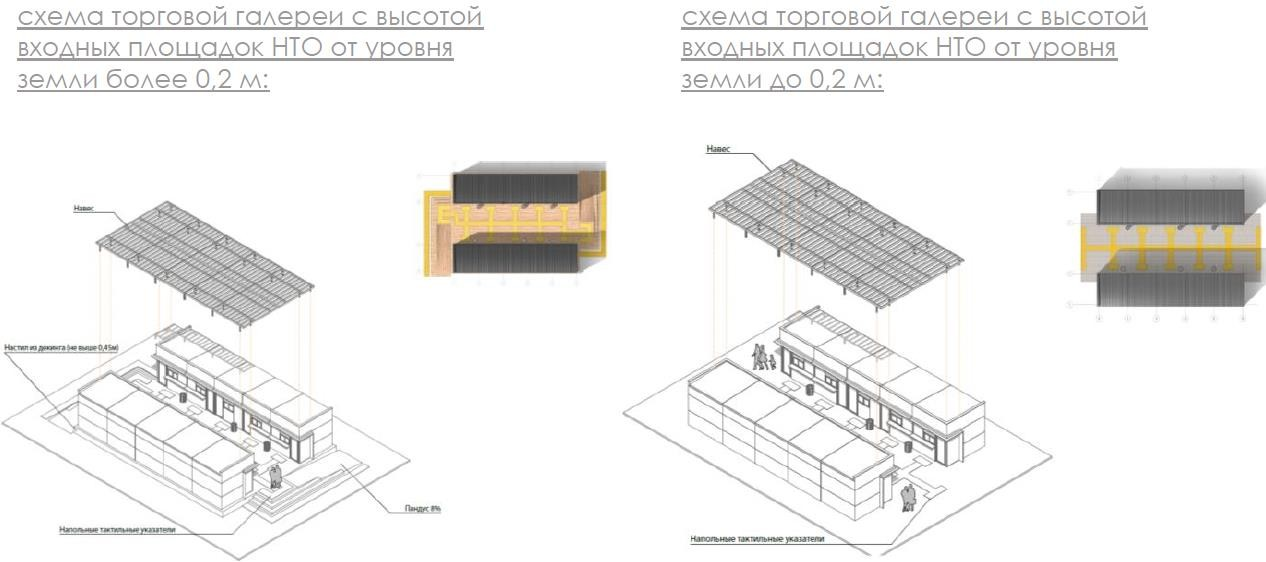 схема торговой галереи с высотой
входных площадок НТО от уровня
земли более 0,2 м:
Навес
Настил из декинга (не выше 0,45м)
Пандус 8%
Напольные тактильные указатели
схема торговой галереи с высотой
входных площадок НТО от уровня
земли до 0,2 м:
Навес
Напольные тактильные указатели